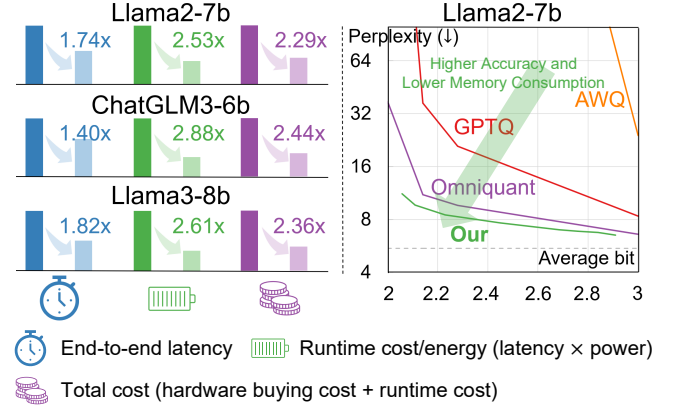 Llama2-7b
1.74x
2.53x
2.29x
ChatGLM3-6b
1.40x
2.88x
2.44x
Llama3-8b
1.82x
2.61x
2.36x
Llama2-7b
Perplexity (↓)
64
32
16
8
4
Higher Accuracy and
Lower Memory Consumption
AWQ
GPTQ
Omniquant
Our
Average bit
2
2.2
2.4
2.6
2.8
3
End-to-end latency
Runtime cost/energy (latency × power)
Total cost (hardware buying cost + runtime cost)